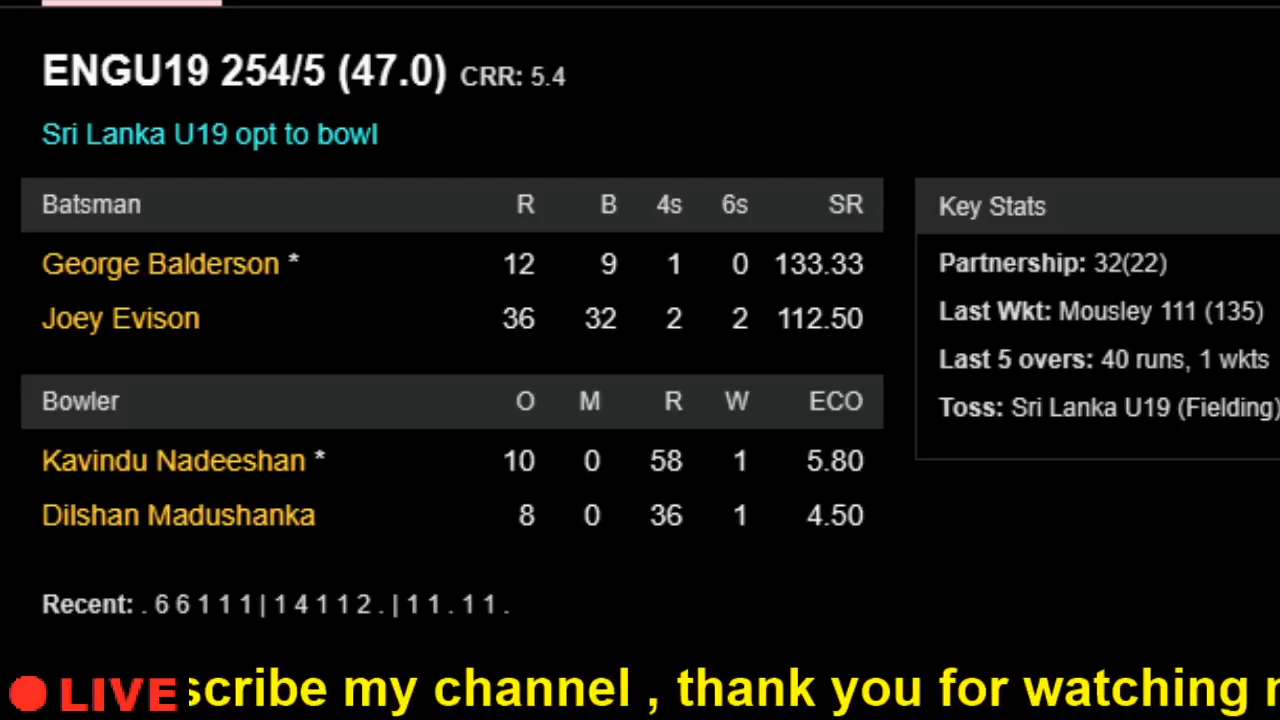 ENGU19 254/5 (47.0) CRR: 5.4
Sri Lanka U19 opt to bowl
Batsman R B 4s 6s SR
George Balderson * 12 9 1 0 133.33
Joey Evison 36 32 2 2 112.50
Bowler O M R W ECO
Kavindu Nadeeshan * 10 0 58 1 5.80
Dilshan Madushanka 8 0 36 1 4.50
Key Stats
Partnership: 32(22)
Last Wkt: Mousley 111 (135)
Last 5 overs: 40 runs, 1 wkts
Toss: Sri Lanka U19 (Fielding)
Recent: . 6 6 1 1 1 | 1 4 1 1 2 . | 1 1 . 1 1 .
LIVE scribe my channel , thank you for watching